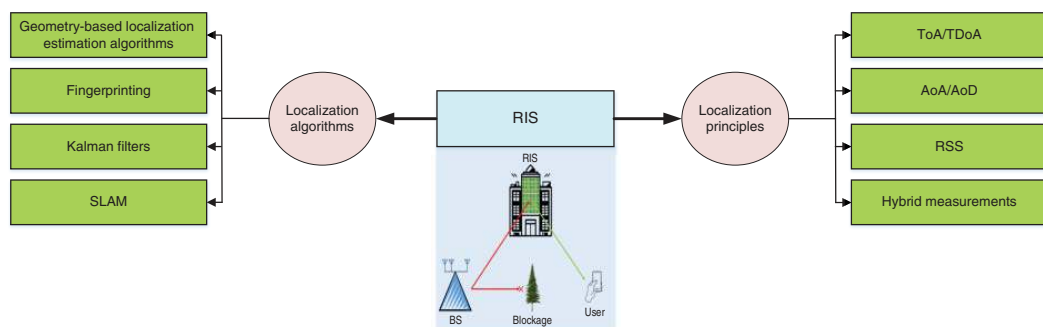 Geometry-based localization
estimation algorithms
Fingerprinting
Kalman filters
SLAM
Localization
algorithms
RIS
RIS
BS
Blockage
User
Localization
principles
ToA/TDoA
AoA/AoD
RSS
Hybrid measurements